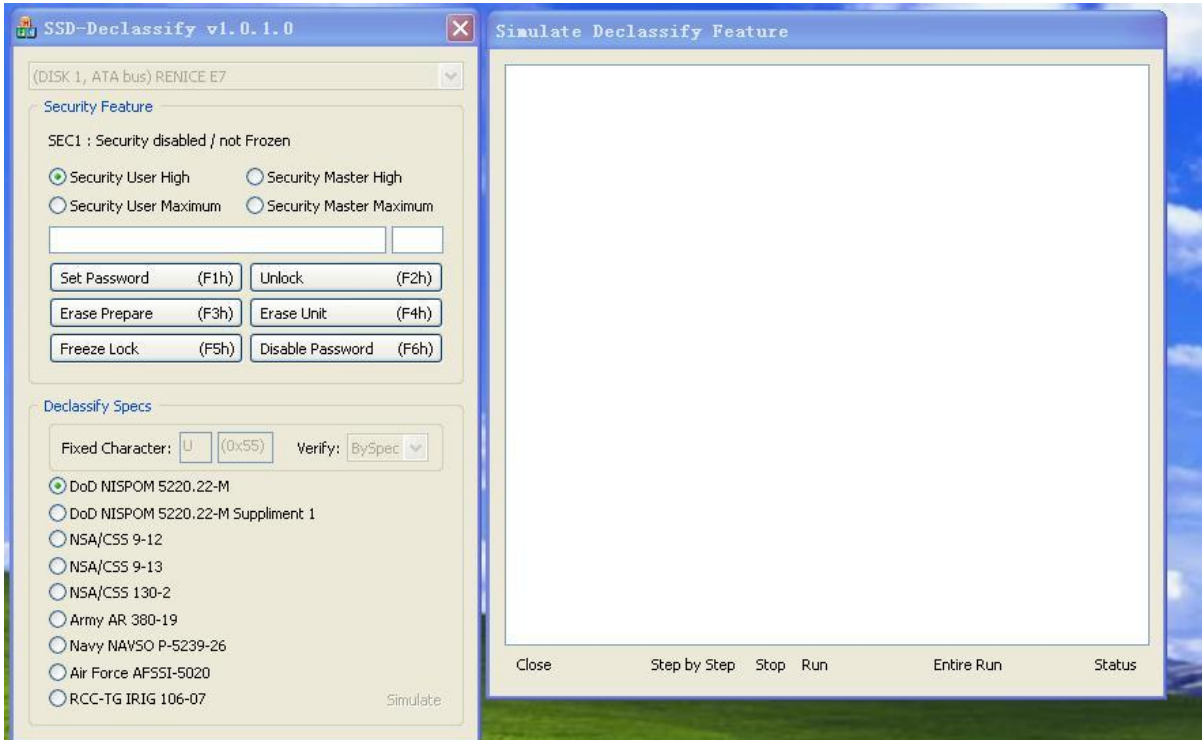 SSD-Declassify v1.0.1.0
(DISK 1, ATA bus) RENICE E7
Security Feature
SEC1 : Security disabled / not Frozen
Security User High Security Master High
Security User Maximum Security Master Maximum
Set Password (F1h) Unlock (F2h)
Erase Prepare (F3h) Erase Unit (F4h)
Freeze Lock (F5h) Disable Password (F6h)
Declassify Specs
Fixed Character: U (0x55) Verify: BySpec
DoD NISPOM 5220.22-M
DoD NISPOM 5220.22-M Suppliment 1
NSA/CSS 9-12
NSA/CSS 9-13
NSA/CSS 130-2
Army AR 380-19
Navy NAVSO P-5239-26
Air Force AFSSI-5020
RCC-TG IRIG 106-07 Simulate
Simulate Declassify Feature
Close Step by Step Stop Run Entire Run Status